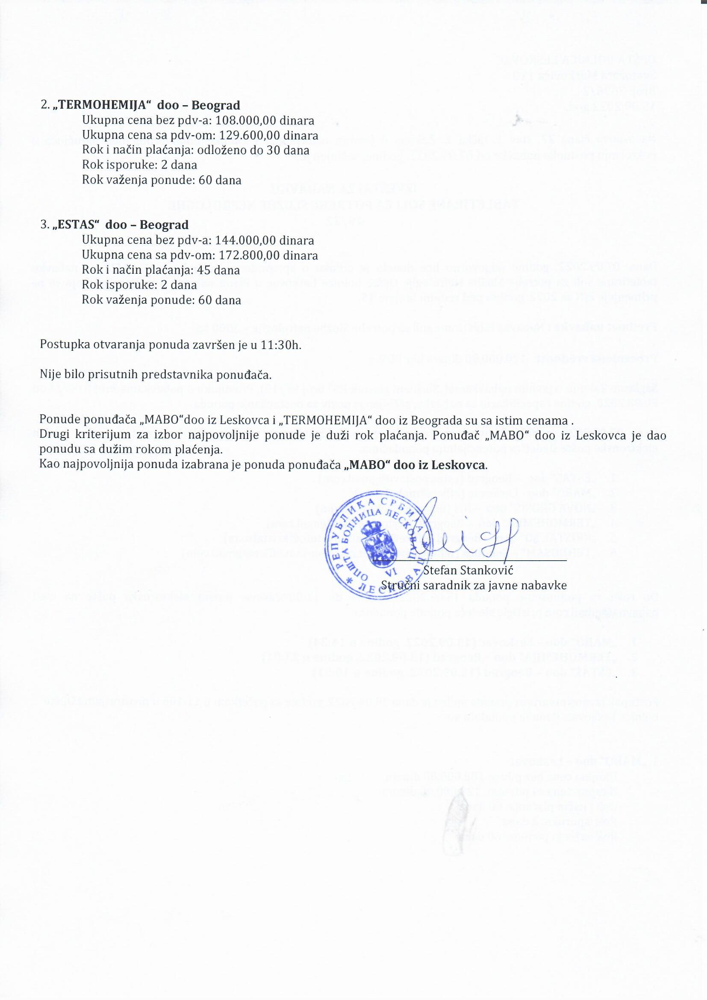 2. „TERMOHEMIJA“ doo – Beograd
Ukupna cena bez pdv-a: 108.000,00 dinara
Ukupna cena sa pdv-om: 129.600,00 dinara
Rok i način plaćanja: odloženo do 30 dana
Rok isporuke: 2 dana
Rok važenja ponude: 60 dana
3. „ESTAS“ doo – Beograd
Ukupna cena bez pdv-a: 144.000,00 dinara
Ukupna cena sa pdv-om: 172.800,00 dinara
Rok i način plaćanja: 45 dana
Rok isporuke: 2 dana
Rok važenja ponude: 60 dana
Postupka otvaranja ponuda završen je u 11:30h.
Nije bilo prisutnih predstavnika ponuđača.
Ponude ponuđača „MABO“doo iz Leskovca i „TERMOHEMIJA“ doo iz Beograda su sa istim cenama .
Drugi kriterijum za izbor najpovoljnije ponude je duži rok plaćanja. Ponuđač „MABO“ doo iz Leskovca je dao
ponudu sa dužim rokom plaćenja.
Kao najpovoljnija ponuda izabrana je ponuda ponuđača „MABO“ doo iz Leskovca.
РЕПУБЛИКА СРБИЈА
ОПШТА БОЛНИЦА ЛЕСКОВАЦ
VI
* ЛЕСКОВАЦ *
Stefan Stanković
Stručni saradnik za javne nabavke